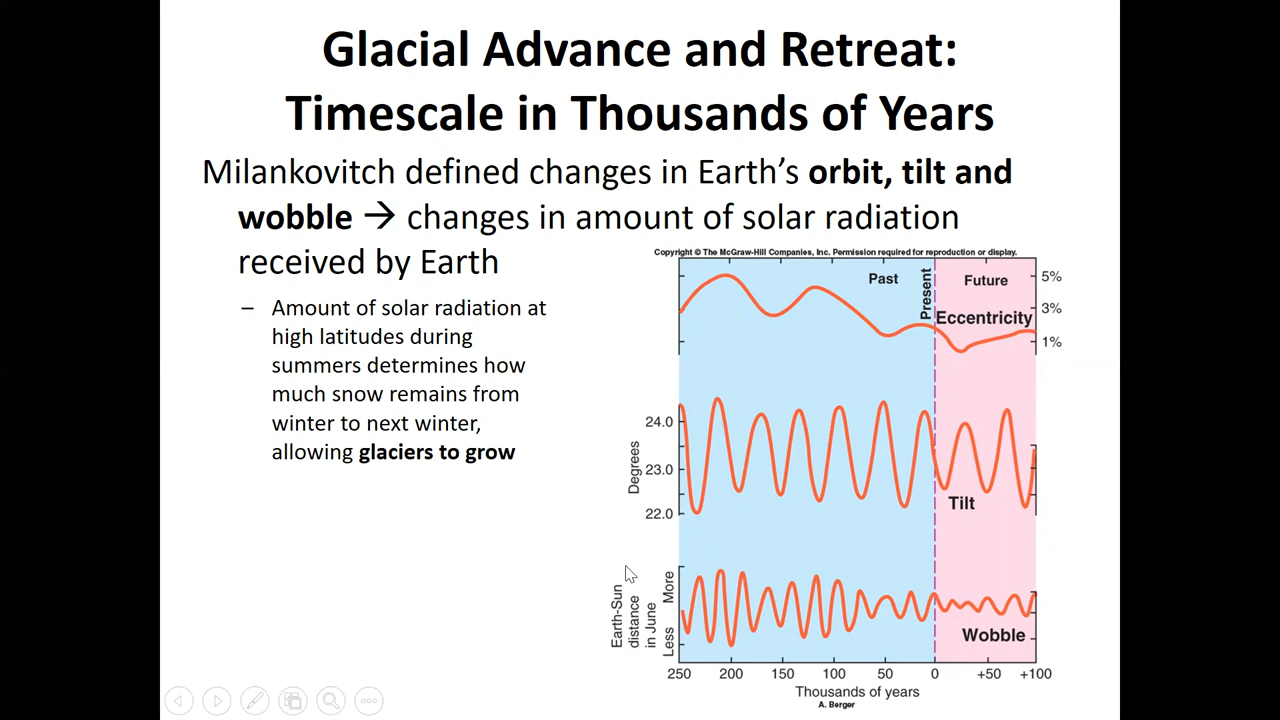 Glacial Advance and Retreat:
Timescale in Thousands of Years
Milankovitch defined changes in Earth’s orbit, tilt and
wobble → changes in amount of solar radiation
received by Earth
– Amount of solar radiation at
high latitudes during
summers determines how
much snow remains from
winter to next winter,
allowing glaciers to grow
Copyright © The McGraw-Hill Companies, Inc. Permission required for reproduction or display.
Past
Present
Future
Eccentricity
5%
3%
1%
Degrees
24.0
23.0
22.0
Tilt
Earth-Sun
distance
in June
More
Less
Wobble
250 200 150 100 50 0 +50 +100
Thousands of years
A. Berger